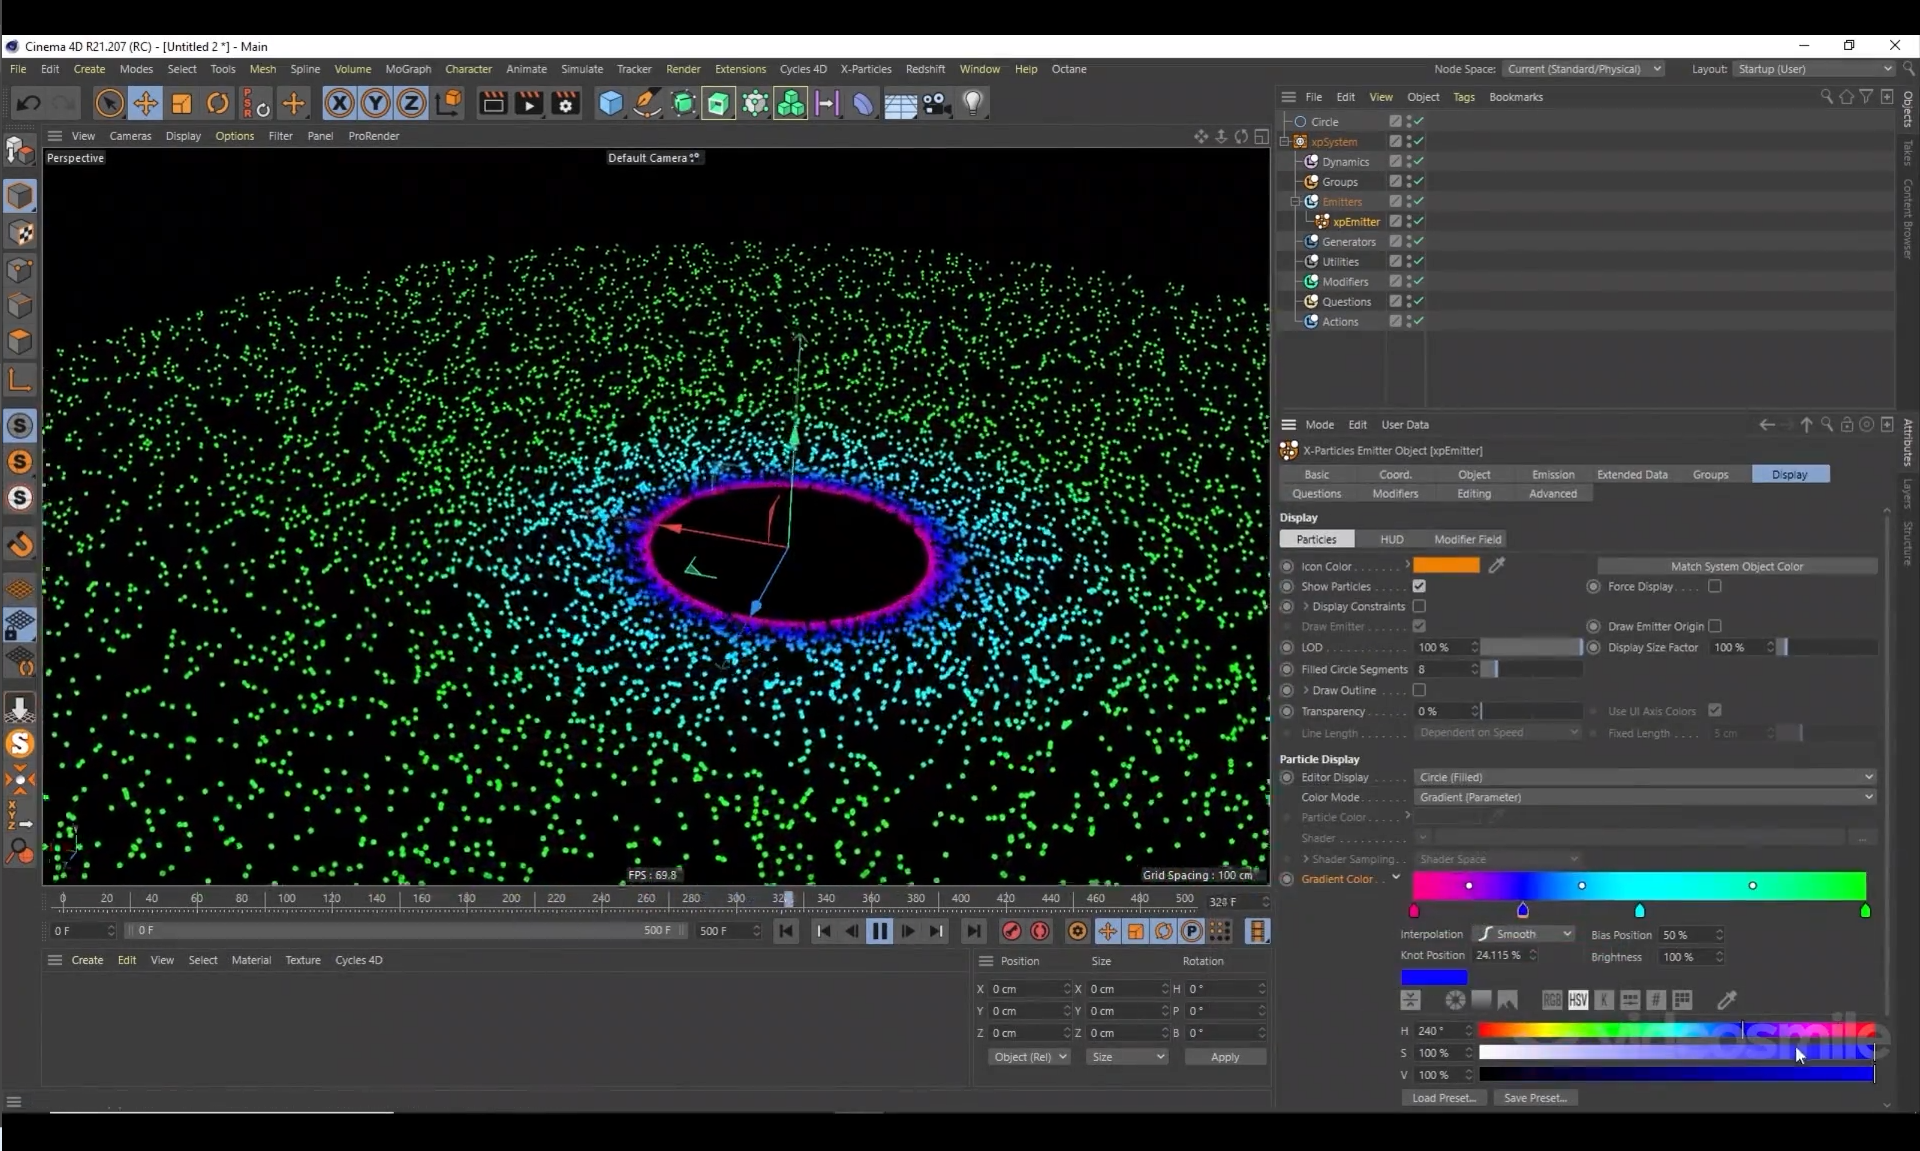 Cinema 4D R21.207 (RC) - [Untitled 2 *] - Main
File Edit Create Modes Select Tools Mesh Spline Volume MoGraph Character Animate Simulate Tracker Render Extensions Cycles 4D X-Particles Redshift Window Help Octane
Node Space: Current (Standard/Physical) Layout: Startup (User)
PSR X Y Z
File Edit View Object Tags Bookmarks
View Cameras Display Options Filter Panel ProRender
Perspective
Default Camera
Circle
xpSystem
Dynamics
Groups
Emitters
xpEmitter
Generators
Utilities
Modifiers
Questions
Actions
Objects
Takes
Content Browser
Mode Edit User Data
X-Particles Emitter Object [xpEmitter]
Basic Coord. Object Emission Extended Data Groups Display
Questions Modifiers Editing Advanced
Attributes
Layers
Structure
Display
Particles HUD Modifier Field
Icon Color . . . . . . . Match System Object Color
Show Particles . . . . Force Display . . . .
Display Constraints
Draw Emitter . . . . . . Draw Emitter Origin
LOD . . . . . . . . . . . 100 % Display Size Factor 100 %
Filled Circle Segments 8
Draw Outline . . . .
Transparency . . . . . 0 % Use UI Axis Colors
Line Length . . . . . . Dependent on Speed Fixed Length . . . . 5 cm
Particle Display
Editor Display . . . . Circle (Filled)
Color Mode . . . . . . Gradient (Parameter)
Particle Color . . . . .
Shader . . . . . . . . . ...
Shader Sampling . . Shader Space
Gradient Color . .
Interpolation Smooth Bias Position 50 %
Knot Position 24.115 % Brightness 100 %
RGB HSV K #
H 240 °
S 100 %
V 100 %
Load Preset... Save Preset...
videosmile
FPS : 69.8 Grid Spacing : 100 cm
0 20 40 60 80 100 120 140 160 180 200 220 240 260 280 300 340 360 380 400 420 440 460 480 500
0 F 0 F 500 F 500 F
P
Create Edit View Select Material Texture Cycles 4D
Position Size Rotation
X 0 cm X 0 cm H 0 °
Y 0 cm Y 0 cm P 0 °
Z 0 cm Z 0 cm B 0 °
Object (Rel) Size Apply
S
S
S
S
XYZ